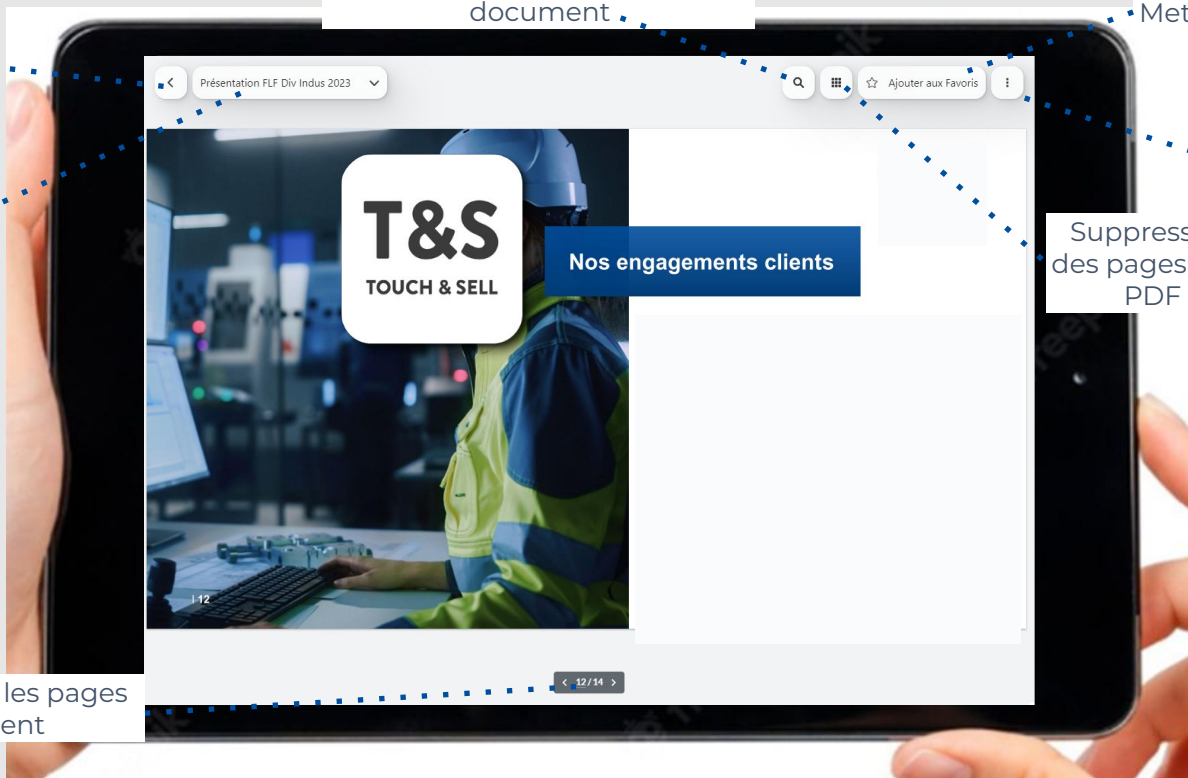 document
Met
Présentation FLF Div Indus 2023
Ajouter aux Favoris
T&S
TOUCH & SELL
Nos engagements clients
Suppress
des pages
PDF
| 12
les pages
ent
12/14